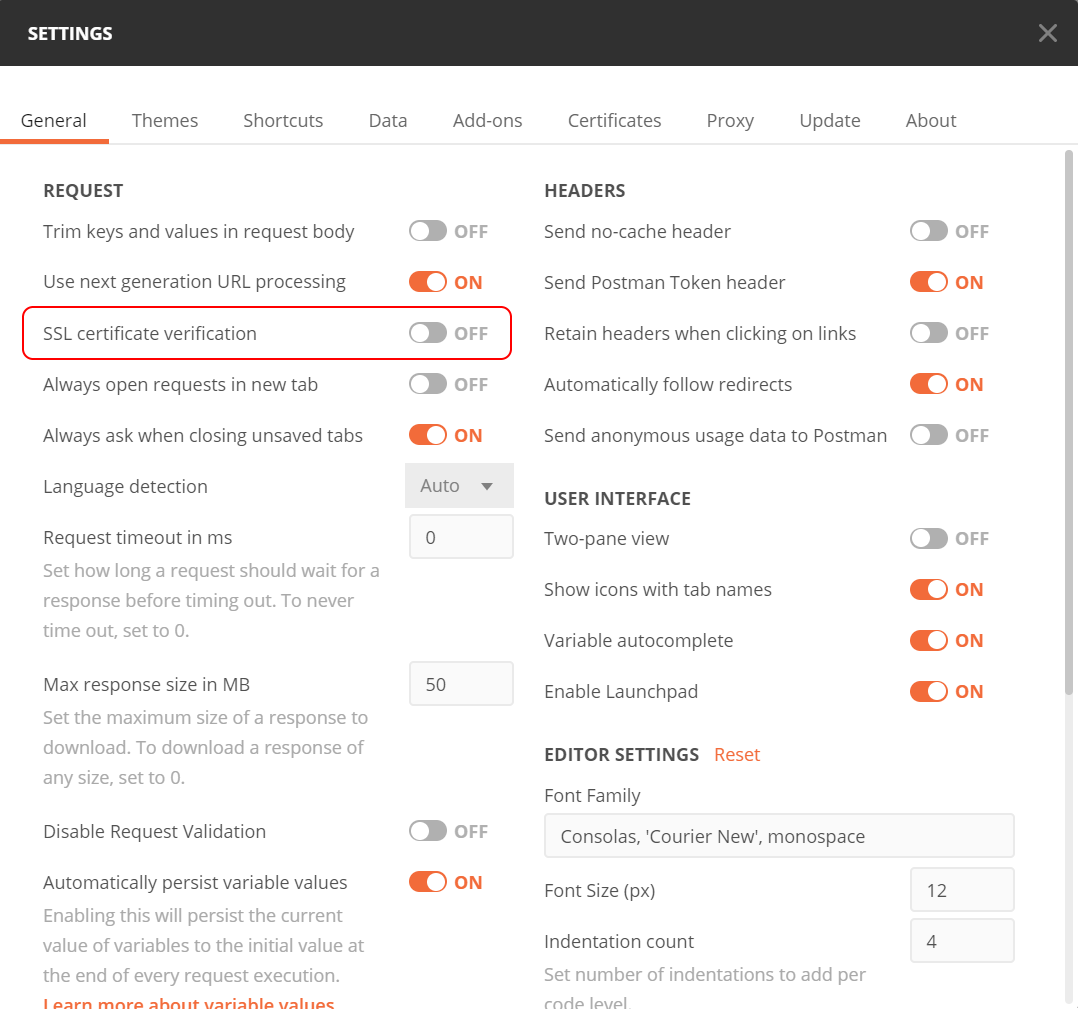 SETTINGS
General Themes Shortcuts Data Add-ons Certificates Proxy Update About
REQUEST
Trim keys and values in request body OFF
Use next generation URL processing ON
SSL certificate verification OFF
Always open requests in new tab OFF
Always ask when closing unsaved tabs ON
Language detection Auto
Request timeout in ms 0
Set how long a request should wait for a
response before timing out. To never
time out, set to 0.
Max response size in MB 50
Set the maximum size of a response to
download. To download a response of
any size, set to 0.
Disable Request Validation OFF
Automatically persist variable values ON
Enabling this will persist the current
value of variables to the initial value at
the end of every request execution.
Learn more about variable values
HEADERS
Send no-cache header OFF
Send Postman Token header ON
Retain headers when clicking on links OFF
Automatically follow redirects ON
Send anonymous usage data to Postman OFF
USER INTERFACE
Two-pane view OFF
Show icons with tab names ON
Variable autocomplete ON
Enable Launchpad ON
EDITOR SETTINGS Reset
Font Family
Consolas, 'Courier New', monospace
Font Size (px) 12
Indentation count 4
Set number of indentations to add per
code level.